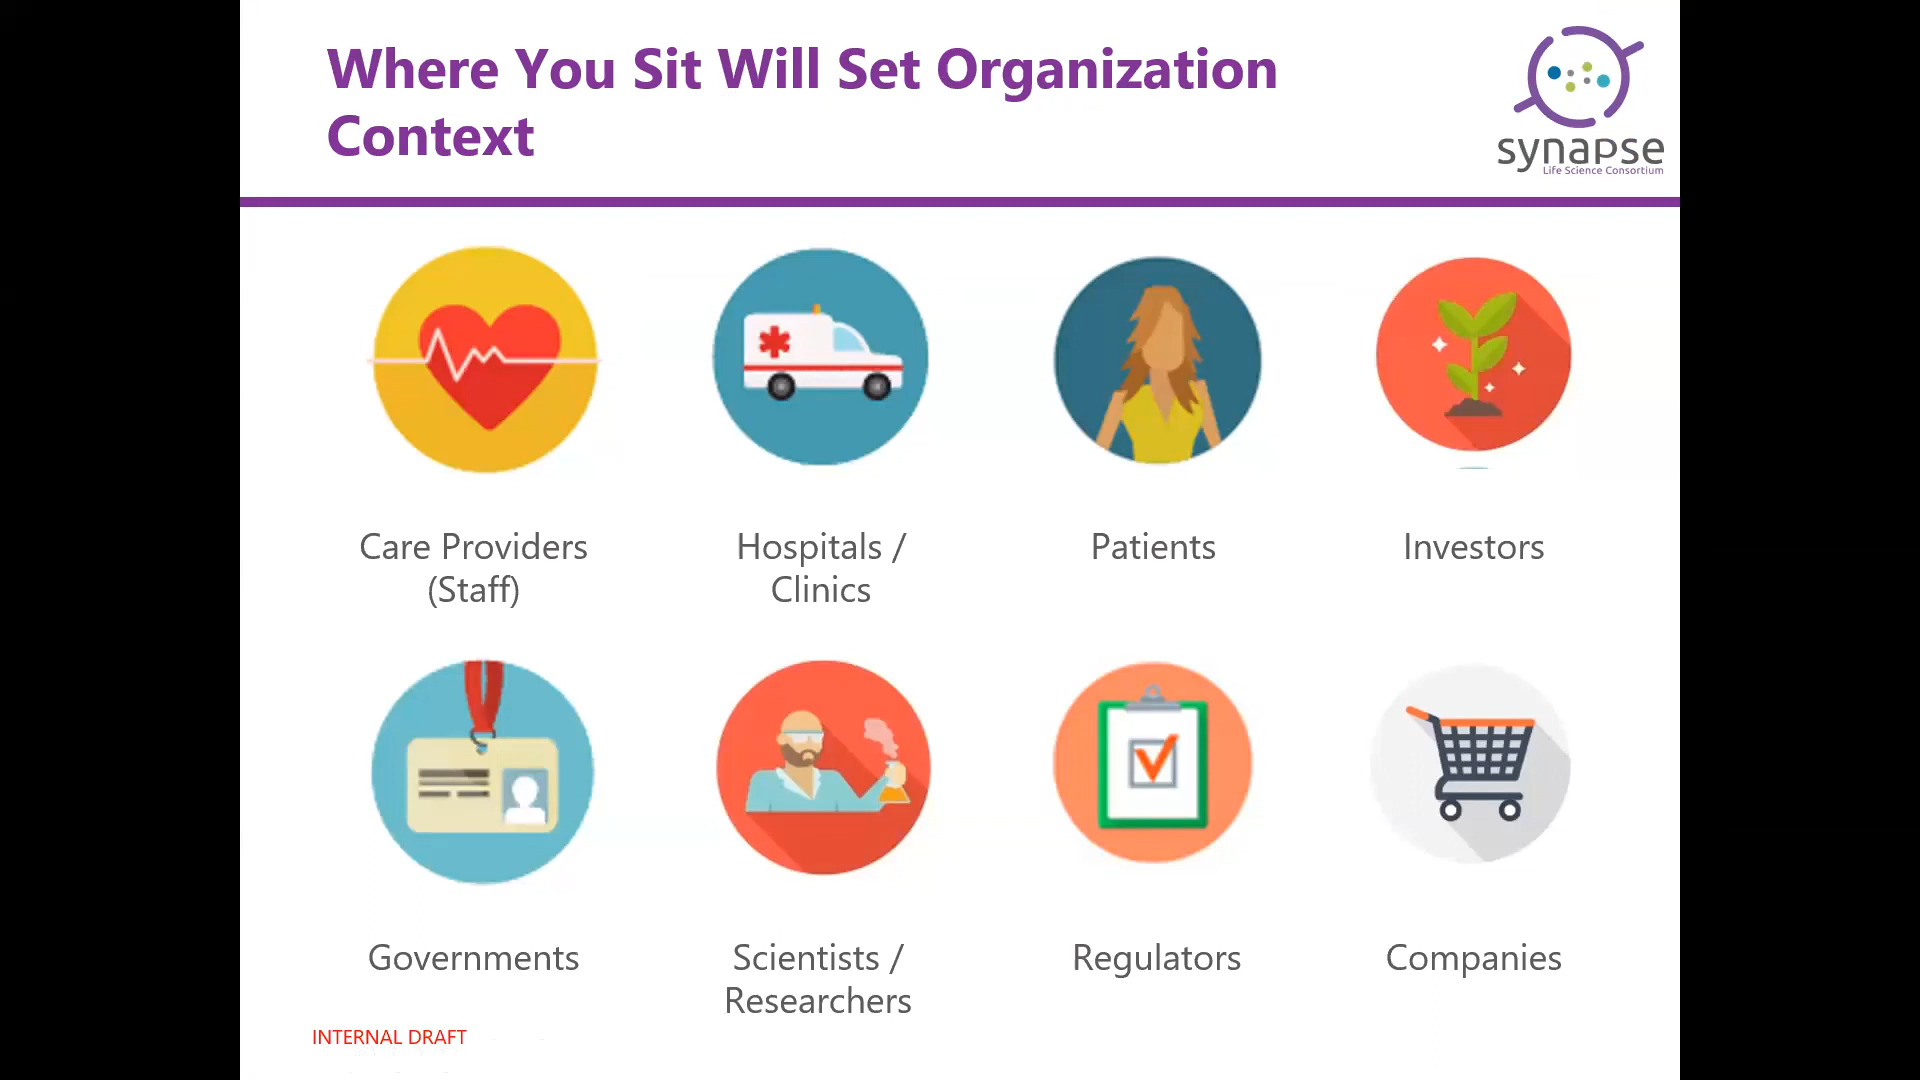 Where You Sit Will Set Organization
Context
synapse
Life Science Consortium
Care Providers
(Staff)
Hospitals /
Clinics
Patients
Investors
Governments
Scientists /
Researchers
Regulators
Companies
INTERNAL DRAFT